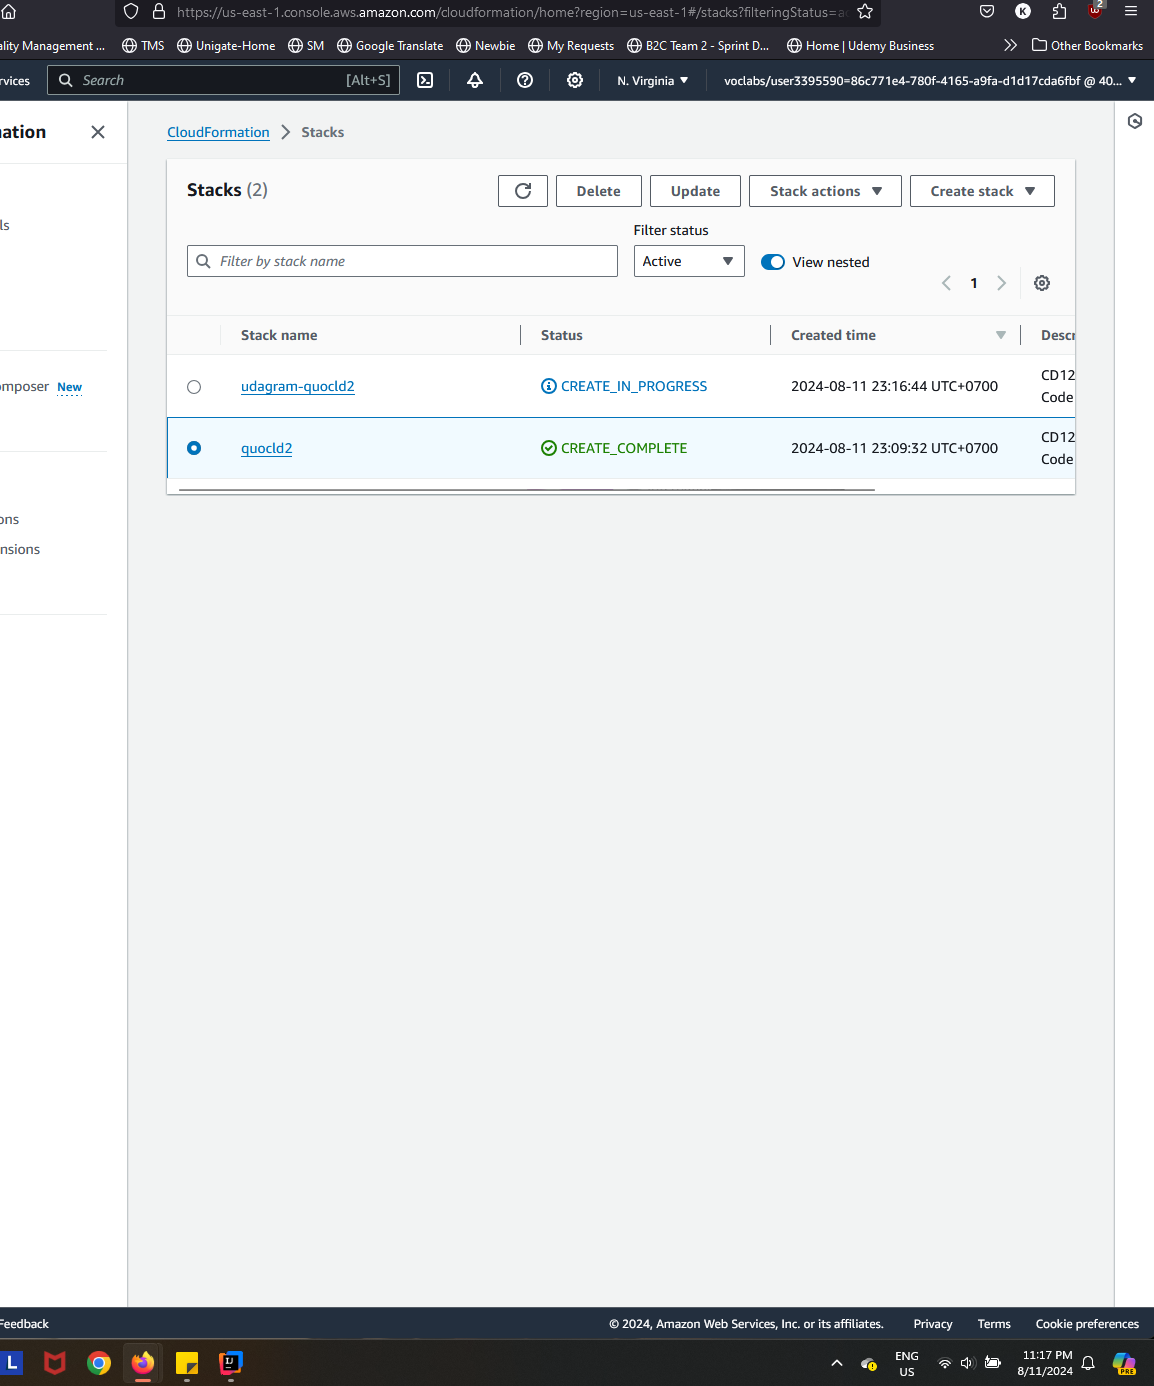 https://us-east-1.console.aws.amazon.com/cloudformation/home?region=us-east-1#/stacks?filteringStatus=ac
K
2
ality Management ...
TMS
Unigate-Home
SM
Google Translate
Newbie
My Requests
B2C Team 2 - Sprint D...
Home | Udemy Business
Other Bookmarks
rvices
Search
[Alt+S]
N. Virginia
voclabs/user3395590=86c771e4-780f-4165-a9fa-d1d17cda6fbf @ 40...
nation
CloudFormation
Stacks
ls
omposer New
ons
nsions
Stacks (2)
Delete
Update
Stack actions
Create stack
Filter status
Filter by stack name
Active
View nested
1
Stack name
Status
Created time
Descr
udagram-quocld2
CREATE_IN_PROGRESS
2024-08-11 23:16:44 UTC+0700
CD12
Code
quocld2
CREATE_COMPLETE
2024-08-11 23:09:32 UTC+0700
CD12
Code
Feedback
© 2024, Amazon Web Services, Inc. or its affiliates.
Privacy
Terms
Cookie preferences
L
IJ
ENG
US
11:17 PM
8/11/2024
PRE